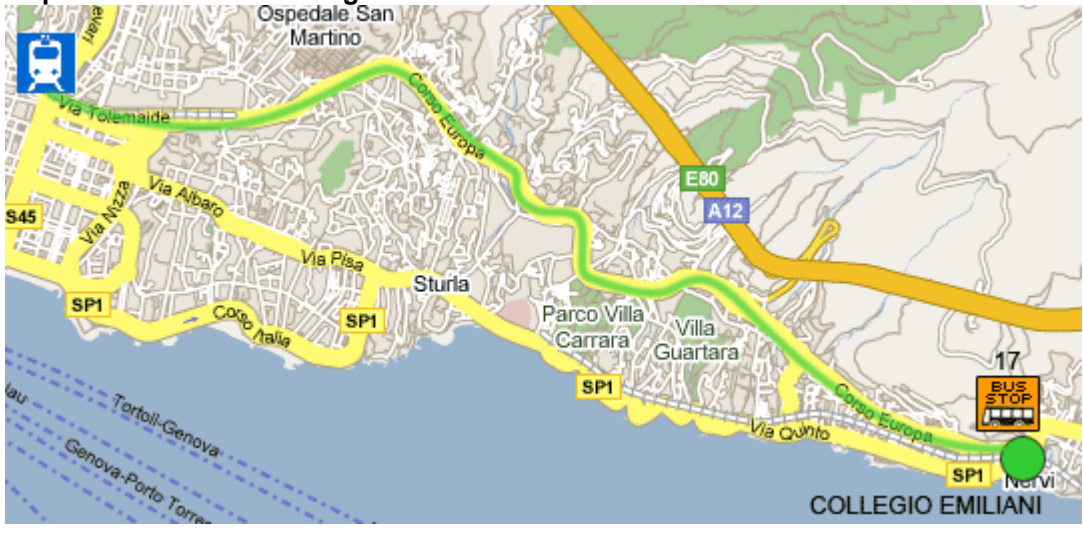 Ospedale San
Martino
Via Tolemaide
Corso Europa
E80
A12
Via Albaro
S45
Via Nizza
Via Pisa
Sturla
SP1
Corso Italia
SP1
Parco Villa
Carrara
Villa
Guartara
17
BUS
STOP
SP1
Corso Europa
Via Quinto
Tortolì-Genova
Genova-Porto Torres
SP1
Nervi
COLLEGIO EMILIANI